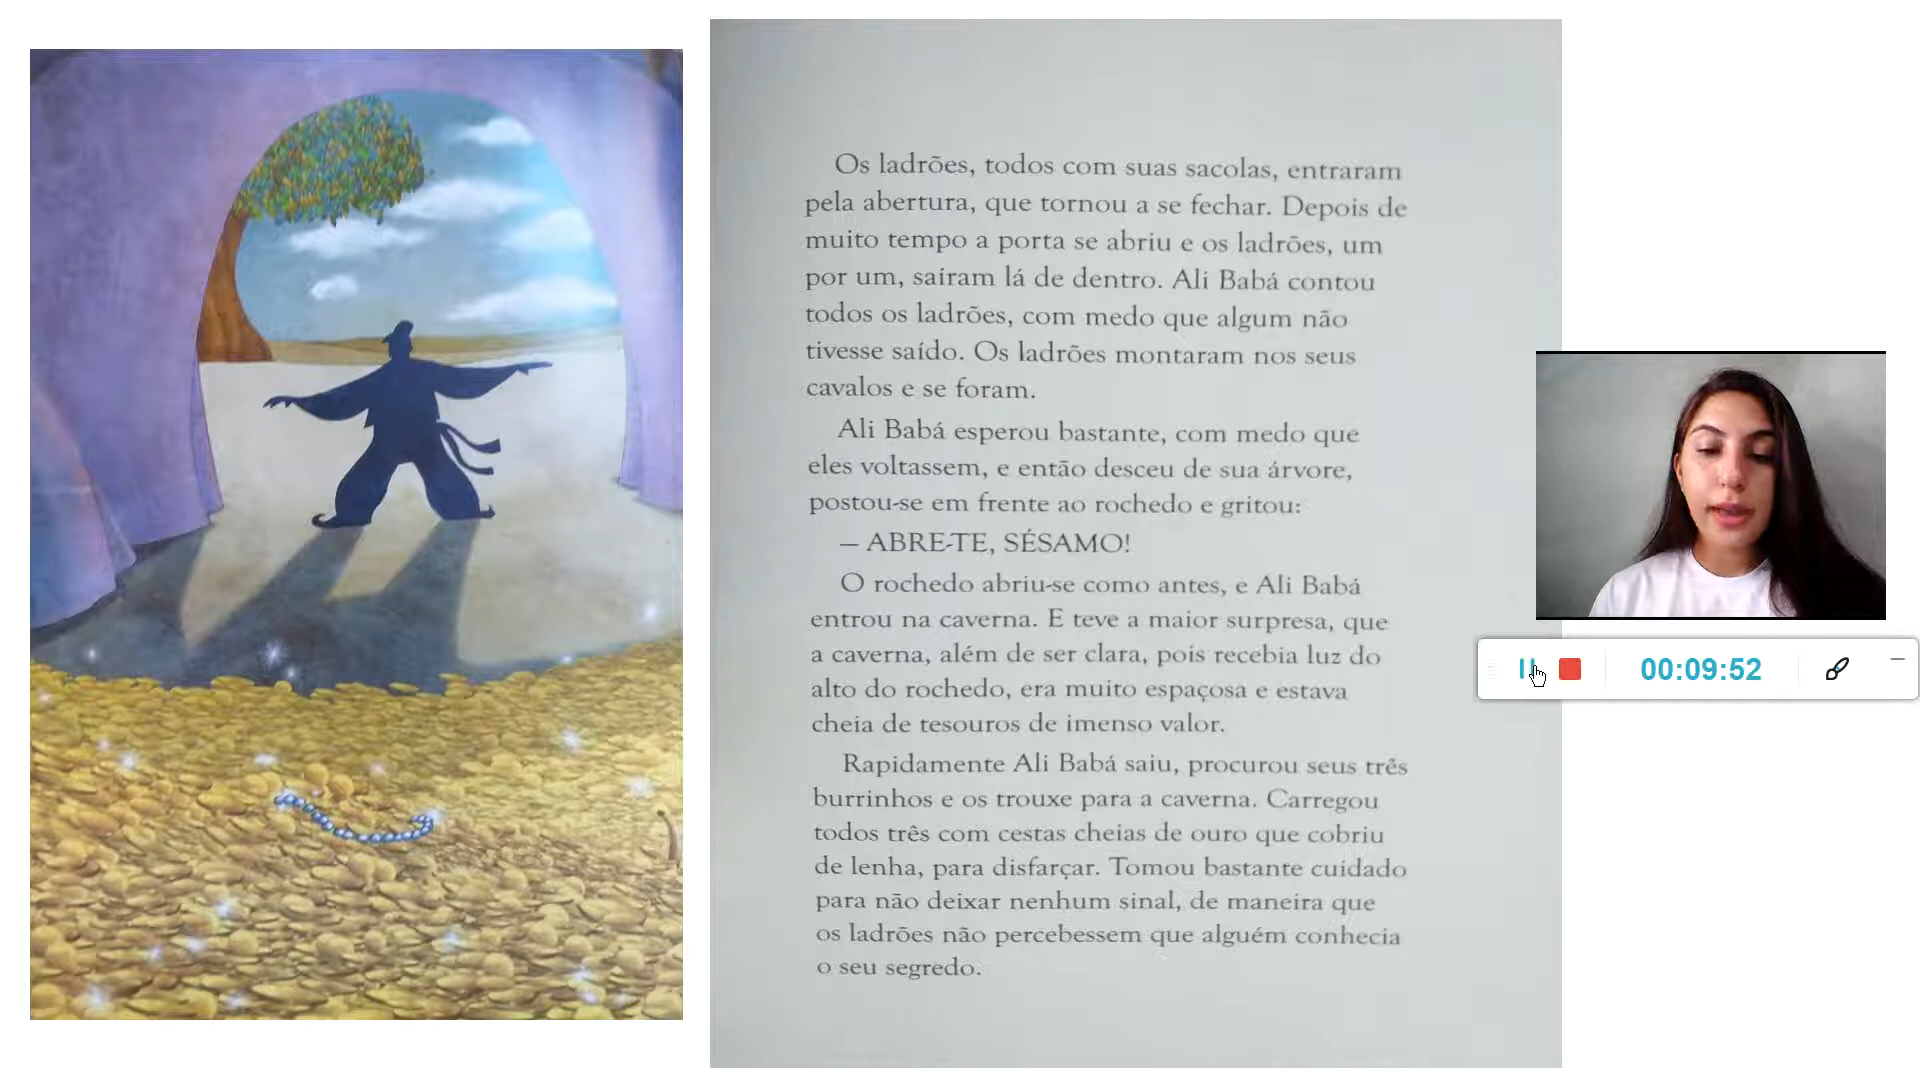 Os ladrões, todos com suas sacolas, entraram
pela abertura, que tornou a se fechar. Depois de
muito tempo a porta se abriu e os ladrões, um
por um, saíram lá de dentro. Ali Babá contou
todos os ladrões, com medo que algum não
tivesse saído. Os ladrões montaram nos seus
cavalos e se foram.
Ali Babá esperou bastante, com medo que
eles voltassem, e então desceu de sua árvore,
postou-se em frente ao rochedo e gritou:
— ABRE-TE, SÉSAMO!
O rochedo abriu-se como antes, e Ali Babá
entrou na caverna. E teve a maior surpresa, que
a caverna, além de ser clara, pois recebia luz do
alto do rochedo, era muito espaçosa e estava
cheia de tesouros de imenso valor.
Rapidamente Ali Babá saiu, procurou seus três
burrinhos e os trouxe para a caverna. Carregou
todos três com cestas cheias de ouro que cobriu
de lenha, para disfarçar. Tomou bastante cuidado
para não deixar nenhum sinal, de maneira que
os ladrões não percebessem que alguém conhecia
o seu segredo.
00:09:52